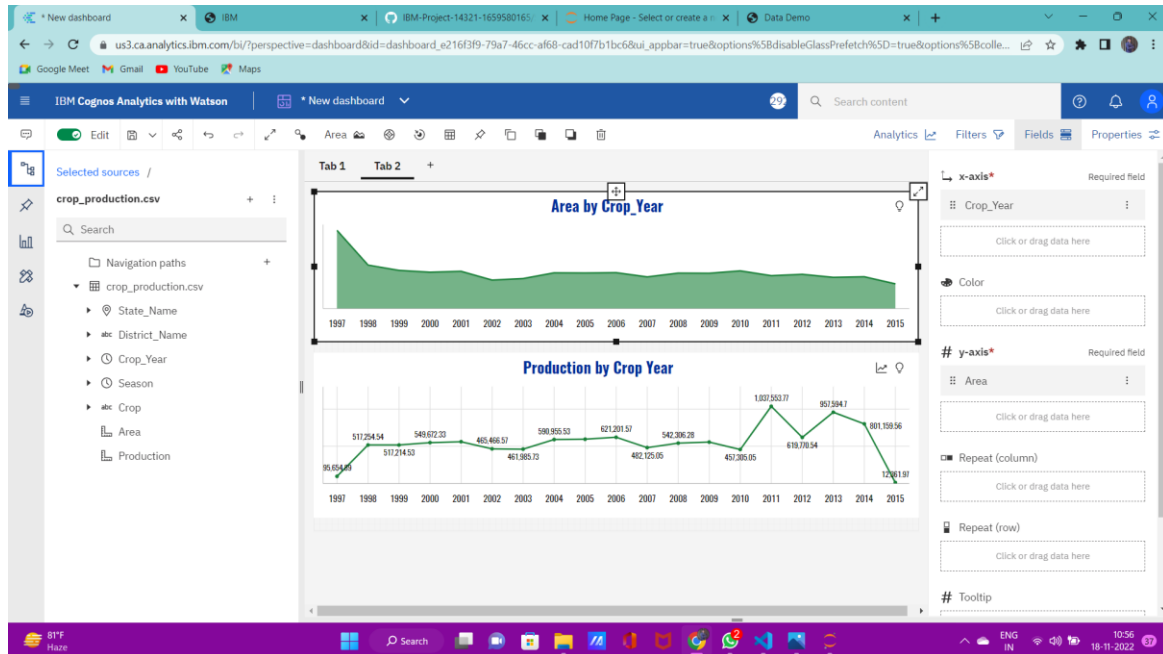 * New dashboard
IBM
IBM-Project-14321-1659580165/
Home Page - Select or create a n
Data Demo
us3.ca.analytics.ibm.com/bi/?perspective=dashboard&id=dashboard_e216f3f9-79a7-46cc-af68-cad10f7b1bc6&ui_appbar=true&options%5BdisableGlassPrefetch%5D=true&options%5Bcolle...
Google Meet Gmail YouTube Maps
IBM Cognos Analytics with Watson
* New dashboard
29
Search content
Edit
Area
Analytics
Filters
Fields
Properties
Selected sources /
crop_production.csv
Search
Navigation paths
crop_production.csv
State_Name
abc District_Name
Crop_Year
Season
abc Crop
Area
Production
Tab 1 Tab 2
Area by Crop_Year
1997 1998 1999 2000 2001 2002 2003 2004 2005 2006 2007 2008 2009 2010 2011 2012 2013 2014 2015
Production by Crop Year
517,254.54
517,214.53
549,672.33
465,466.57
461,985.73
590,955.53
621,201.57
482,125.05
542,306.28
457,305.05
1,037,553.77
619,770.54
957,594.7
801,159.56
1997 1998 1999 2000 2001 2002 2003 2004 2005 2006 2007 2008 2009 2010 2011 2012 2013 2014 2015
x-axis* Required field
Crop_Year
Click or drag data here
Color
Click or drag data here
# y-axis* Required field
Area
Click or drag data here
Repeat (column)
Click or drag data here
Repeat (row)
Click or drag data here
# Tooltip
81°F
Haze
Search
2
ENG
IN
10:56
18-11-2022
37